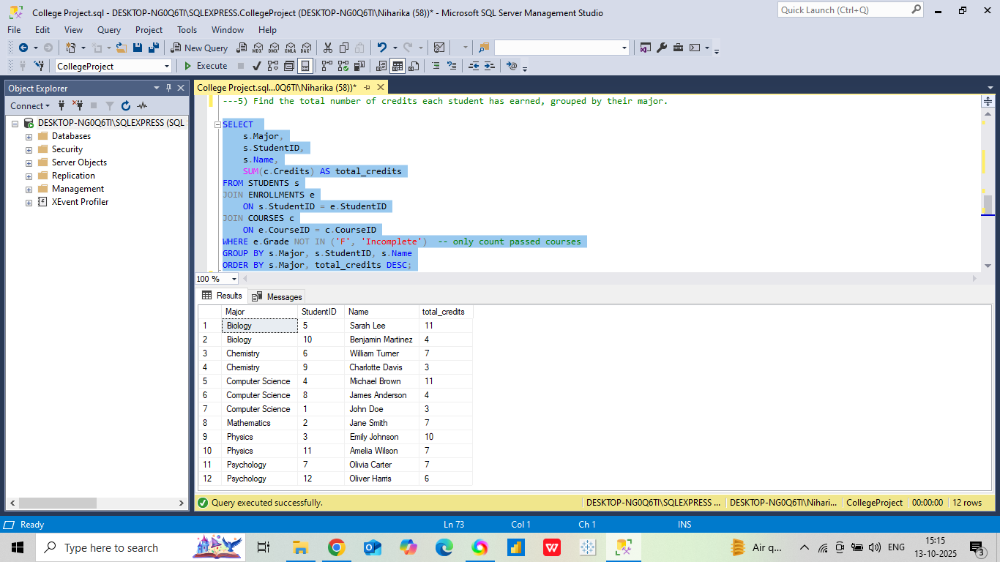 College Project.sql - DESKTOP-NG0Q6TI\SQLEXPRESS.CollegeProject (DESKTOP-NG0Q6TI\Niharika (58))* - Microsoft SQL Server Management Studio
Quick Launch (Ctrl+Q)
File Edit View Query Project Tools Window Help
New Query MDX DMX XMLA DAX
CollegeProject Execute
Object Explorer
College Project.sql...0Q6TI\Niharika (58))*
Connect
DESKTOP-NG0Q6TI\SQLEXPRESS (SQL S
Databases
Security
Server Objects
Replication
Management
XEvent Profiler
---5) Find the total number of credits each student has earned, grouped by their major.
SELECT
s.Major,
s.StudentID,
s.Name,
SUM(c.Credits) AS total_credits
FROM STUDENTS s
JOIN ENROLLMENTS e
ON s.StudentID = e.StudentID
JOIN COURSES c
ON e.CourseID = c.CourseID
WHERE e.Grade NOT IN ('F', 'Incomplete')  -- only count passed courses
GROUP BY s.Major, s.StudentID, s.Name
ORDER BY s.Major, total_credits DESC;
100 %
Results Messages
Major StudentID Name total_credits
1 Biology 5 Sarah Lee 11
2 Biology 10 Benjamin Martinez 4
3 Chemistry 6 William Turner 7
4 Chemistry 9 Charlotte Davis 3
5 Computer Science 4 Michael Brown 11
6 Computer Science 8 James Anderson 4
7 Computer Science 1 John Doe 3
8 Mathematics 2 Jane Smith 7
9 Physics 3 Emily Johnson 10
10 Physics 11 Amelia Wilson 7
11 Psychology 7 Olivia Carter 7
12 Psychology 12 Oliver Harris 6
Query executed successfully. DESKTOP-NG0Q6TI\SQLEXPRESS ... DESKTOP-NG0Q6TI\Nihari... CollegeProject 00:00:00 12 rows
Ready Ln 73 Col 1 Ch 1 INS
Type here to search Air q... ENG 15:15
13-10-2025 3